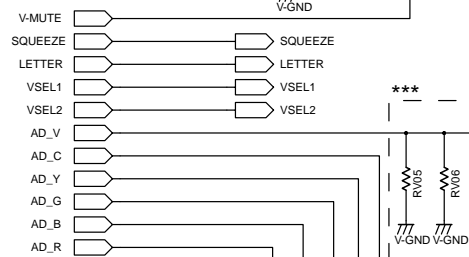 V-GND
V-MUTE
SQUEEZE SQUEEZE
LETTER LETTER
VSEL1 VSEL1
VSEL2 VSEL2
***
AD_V
AD_C
AD_Y
RV05 RV06
AD_G
AD_B
V-GND V-GND
AD_R